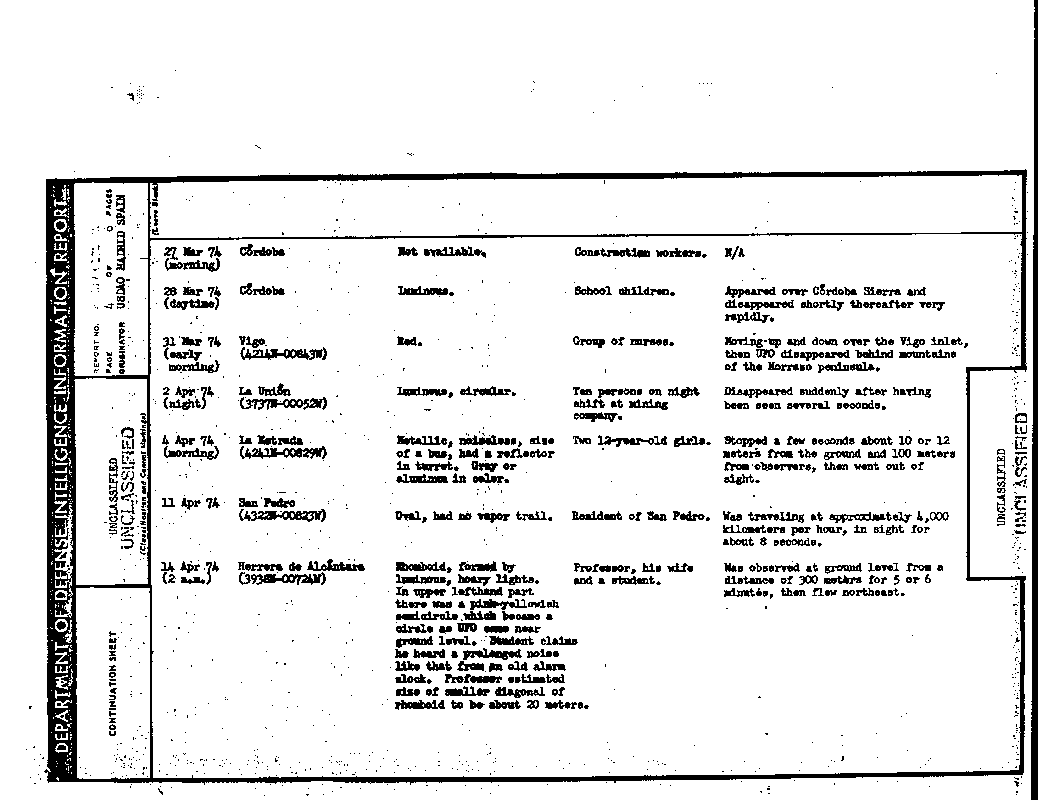 DEPARTMENT OF DEFENSE INTELLIGENCE INFORMATION REPORT
CONTINUATION SHEET
UNCLASSIFIED
UNCLASSIFIED
(Classification and Control Markings)
REPORT NO.
PAGE 4 OF PAGES
ORIGINATOR USDAO MADRID SPAIN
(Leave Blank)
27 Mar 74 Córdoba Not available. Construction workers. N/A
(morning)
28 Mar 74 Córdoba Luminous. School children. Appeared over Córdoba Sierra and
(daytime) disappeared shortly thereafter very
rapidly.
31 Mar 74 Vigo Red. Group of nurses. Moving up and down over the Vigo inlet,
(early (4214N-00843W) then UFO disappeared behind mountains
morning) of the Morrazo peninsula.
2 Apr 74 La Unión Luminous, circular. Ten persons on night Disappeared suddenly after having
(night) (3737N-00052W) shift at mining been seen several seconds.
company.
4 Apr 74 La Estrada Metallic, noiseless, size Two 12-year-old girls. Stopped a few seconds about 10 or 12
(morning) (4241N-00829W) of a bus, had a reflector meters from the ground and 100 meters
in turret. Gray or from observers, then went out of
aluminum in color. sight.
11 Apr 74 San Pedro
(4322N-00823W) Oval, had no vapor trail. Resident of San Pedro. Was traveling at approximately 4,000
kilometers per hour, in sight for
about 8 seconds.
14 Apr 74 Herrera de Alcántara Rhomboid, formed by Professor, his wife Was observed at ground level from a
(2 a.m.) (3938N-00724W) luminous, hoary lights. and a student. distance of 300 meters for 5 or 6
In upper lefthand part minutes, then flew northeast.
there was a pink-yellowish
semicircle which became a
circle as UFO came near
ground level. Student claims
he heard a prolonged noise
like that from an old alarm
clock. Professor estimated
size of smaller diagonal of
rhomboid to be about 20 meters.
UNCLASSIFIED
UNCLASSIFIED